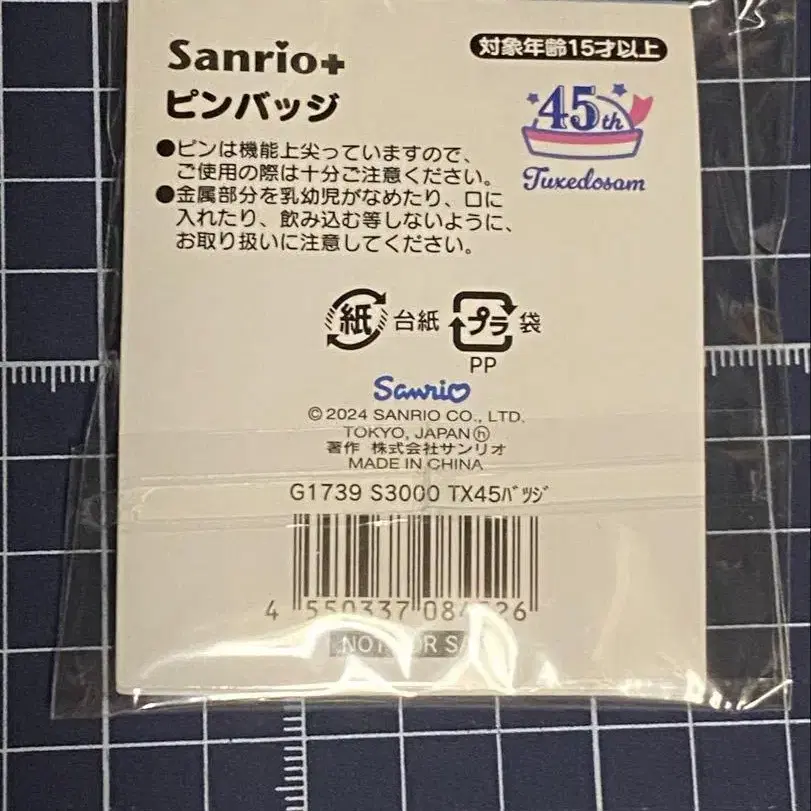 Sanrio+
対象年齢15才以上
ピンバッジ
45th
Tuxedosam
●ピンは機能上尖っていますので、
ご使用の際は十分ご注意ください。
●金属部分を乳幼児がなめたり、口に
入れたり、飲み込む等しないように、
お取り扱いに注意してください。
紙 台紙 プラ 袋
PP
Sanrio
© 2024 SANRIO CO., LTD.
TOKYO, JAPAN ⓗ
著作 株式会社サンリオ
MADE IN CHINA
G1739 S3000 TX45バッジ
4 550337
NOT